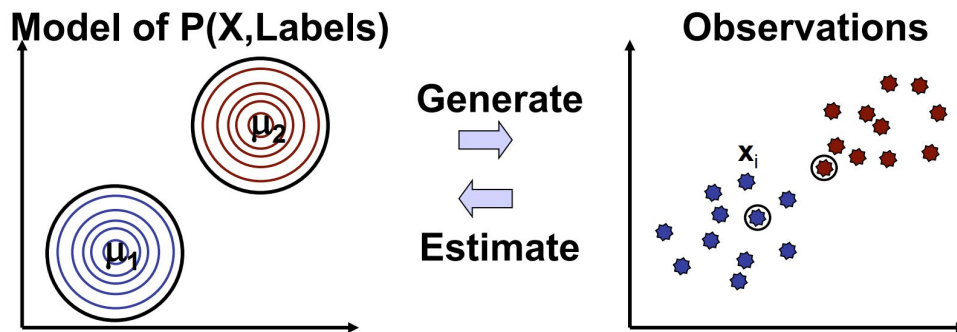 Model of P(X,Labels)
Observations
μ2
Generate
xi
μ1
Estimate